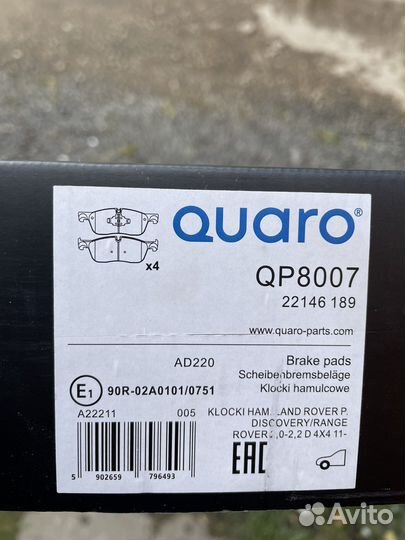 QUARO®
x4
QP8007
22146 189
www.quaro-parts.com
AD220
Brake pads
Scheibenbremsbeläge
Klocki hamulcowe
E1 90R-02A0101/0751
A22211 005
KLOCKI HAM. LAND ROVER P.
DISCOVERY/RANGE
ROVER 2,0-2,2 D 4X4 11-
EAC
5 902659 796493
Avito